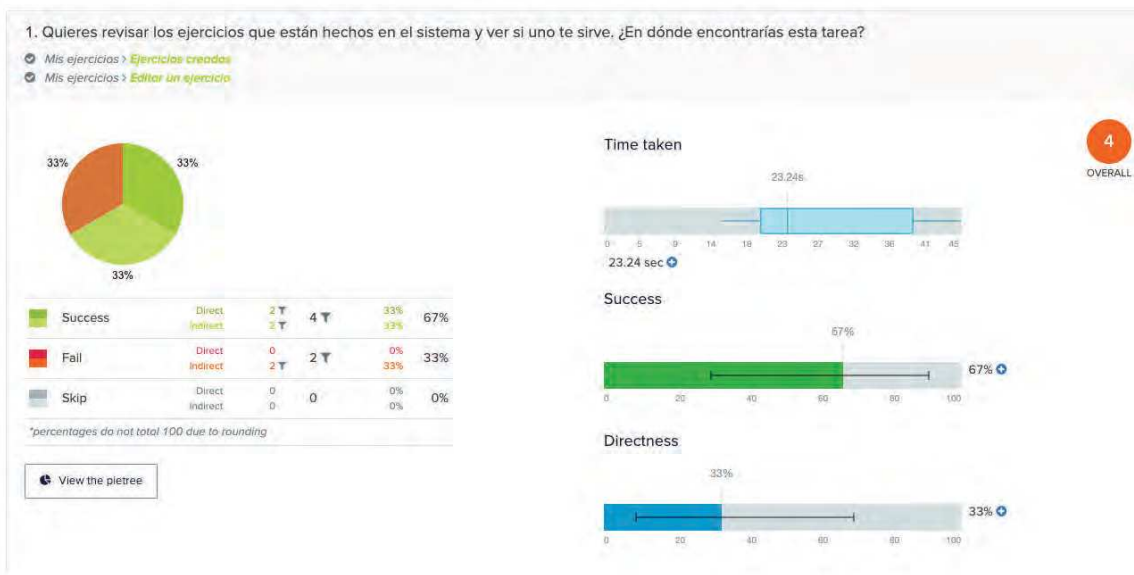 1. Quieres revisar los ejercicios que están hechos en el sistema y ver si uno te sirve. ¿En dónde encontrarías esta tarea?
Mis ejercicios > Ejercicios creados
Mis ejercicios > Editar un ejercicio
33%
33%
33%
Success Direct 2 4 33% 67%
Indirect 2 33%
Fail Direct 0 2 0% 33%
Indirect 2 33%
Skip Direct 0 0 0% 0%
Indirect 0 0%
*percentages do not total 100 due to rounding
View the pietree
Time taken
23.24s
0 5 9 14 18 23 27 32 36 41 45
23.24 sec
Success
67%
67%
0 20 40 60 80 100
Directness
33%
33%
0 20 40 60 80 100
4
OVERALL